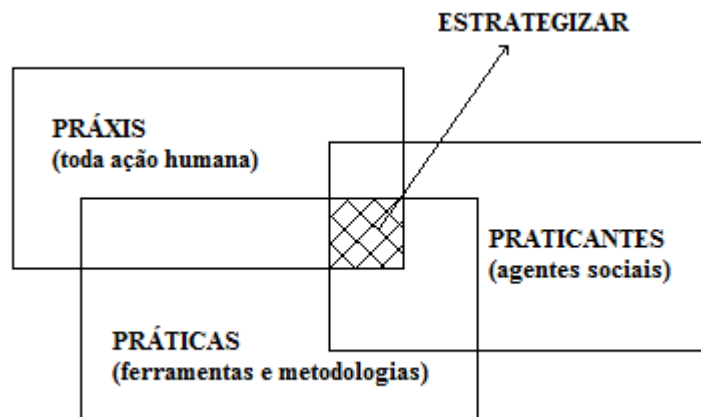 ESTRATEGIZAR
PRÁXIS
(toda ação humana)
PRATICANTES
(agentes sociais)
PRÁTICAS
(ferramentas e metodologias)